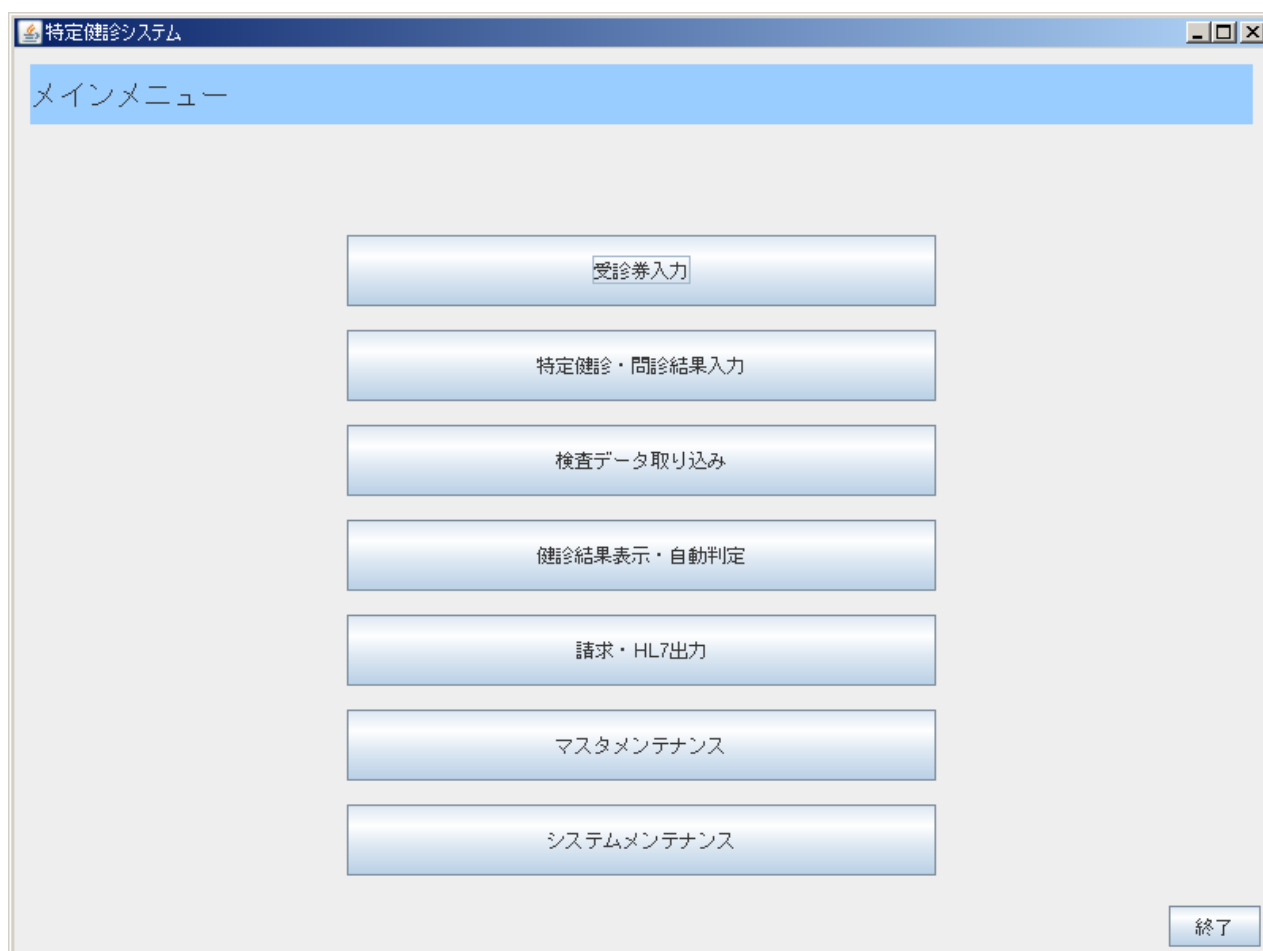 特定健診システム
メインメニュー
受診券入力
特定健診・問診結果入力
検査データ取り込み
健診結果表示・自動判定
請求・HL7出力
マスタメンテナンス
システムメンテナンス
終了